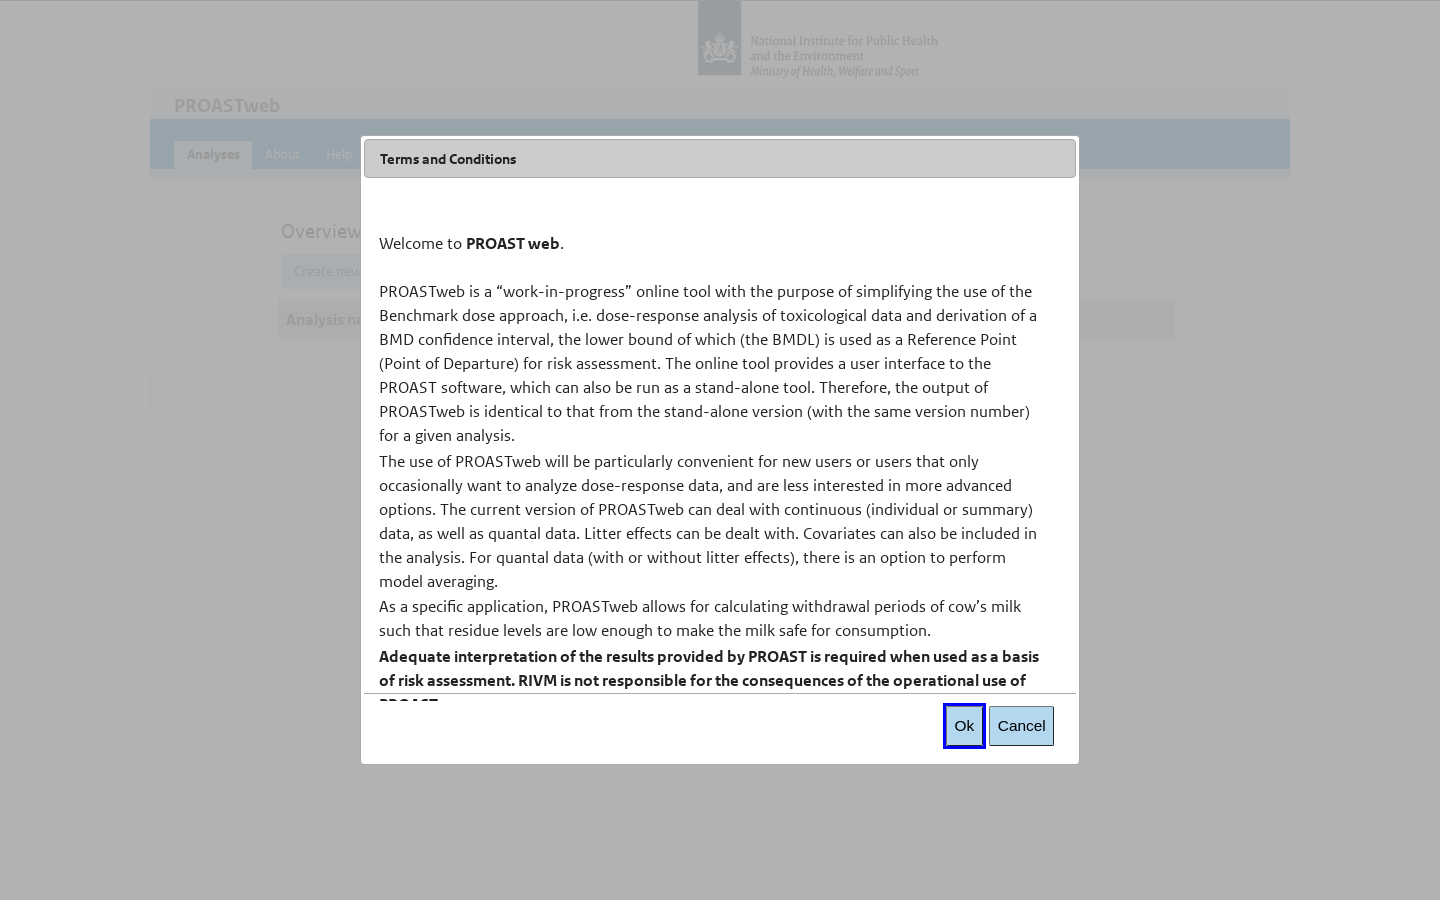 National Institute for Public Health
and the Environment
Ministry of Health, Welfare and Sport
PROASTweb
Analyses About Help
Overview
Create new
Analysis na
Terms and Conditions
Welcome to PROAST web.
PROASTweb is a “work-in-progress” online tool with the purpose of simplifying the use of the
Benchmark dose approach, i.e. dose-response analysis of toxicological data and derivation of a
BMD confidence interval, the lower bound of which (the BMDL) is used as a Reference Point
(Point of Departure) for risk assessment. The online tool provides a user interface to the
PROAST software, which can also be run as a stand-alone tool. Therefore, the output of
PROASTweb is identical to that from the stand-alone version (with the same version number)
for a given analysis.
The use of PROASTweb will be particularly convenient for new users or users that only
occasionally want to analyze dose-response data, and are less interested in more advanced
options. The current version of PROASTweb can deal with continuous (individual or summary)
data, as well as quantal data. Litter effects can be dealt with. Covariates can also be included in
the analysis. For quantal data (with or without litter effects), there is an option to perform
model averaging.
As a specific application, PROASTweb allows for calculating withdrawal periods of cow’s milk
such that residue levels are low enough to make the milk safe for consumption.
Adequate interpretation of the results provided by PROAST is required when used as a basis
of risk assessment. RIVM is not responsible for the consequences of the operational use of
Ok Cancel